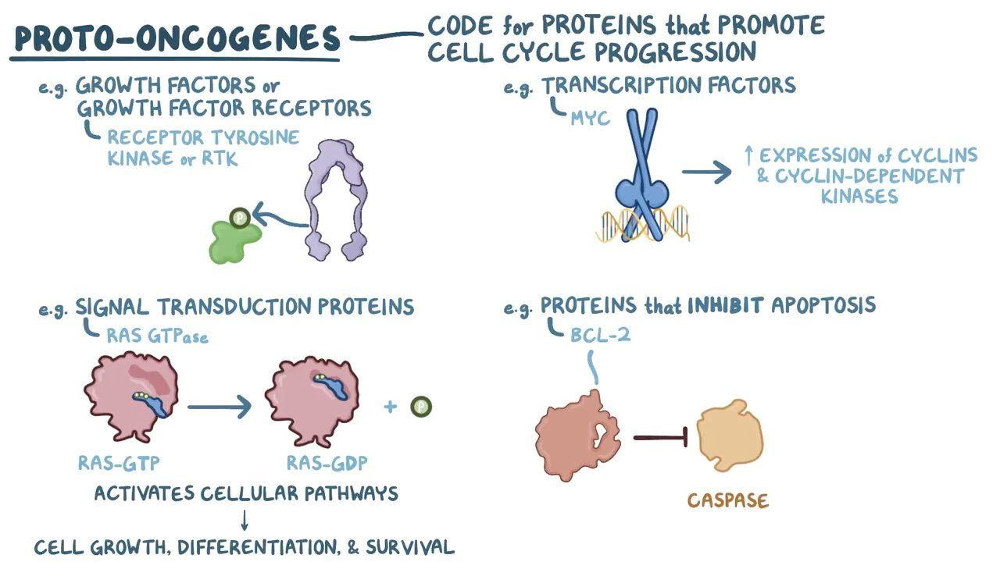 PROTO-ONCOGENES
CODE for PROTEINS that PROMOTE
CELL CYCLE PROGRESSION
e.g. GROWTH FACTORS or
GROWTH FACTOR RECEPTORS
RECEPTOR TYROSINE
KINASE or RTK
P
e.g. TRANSCRIPTION FACTORS
MYC
↑ EXPRESSION of CYCLINS
& CYCLIN-DEPENDENT
KINASES
e.g. SIGNAL TRANSDUCTION PROTEINS
RAS GTPase
+ P
RAS-GTP
RAS-GDP
ACTIVATES CELLULAR PATHWAYS
↓
CELL GROWTH, DIFFERENTIATION, & SURVIVAL
e.g. PROTEINS that INHIBIT APOPTOSIS
BCL-2
CASPASE